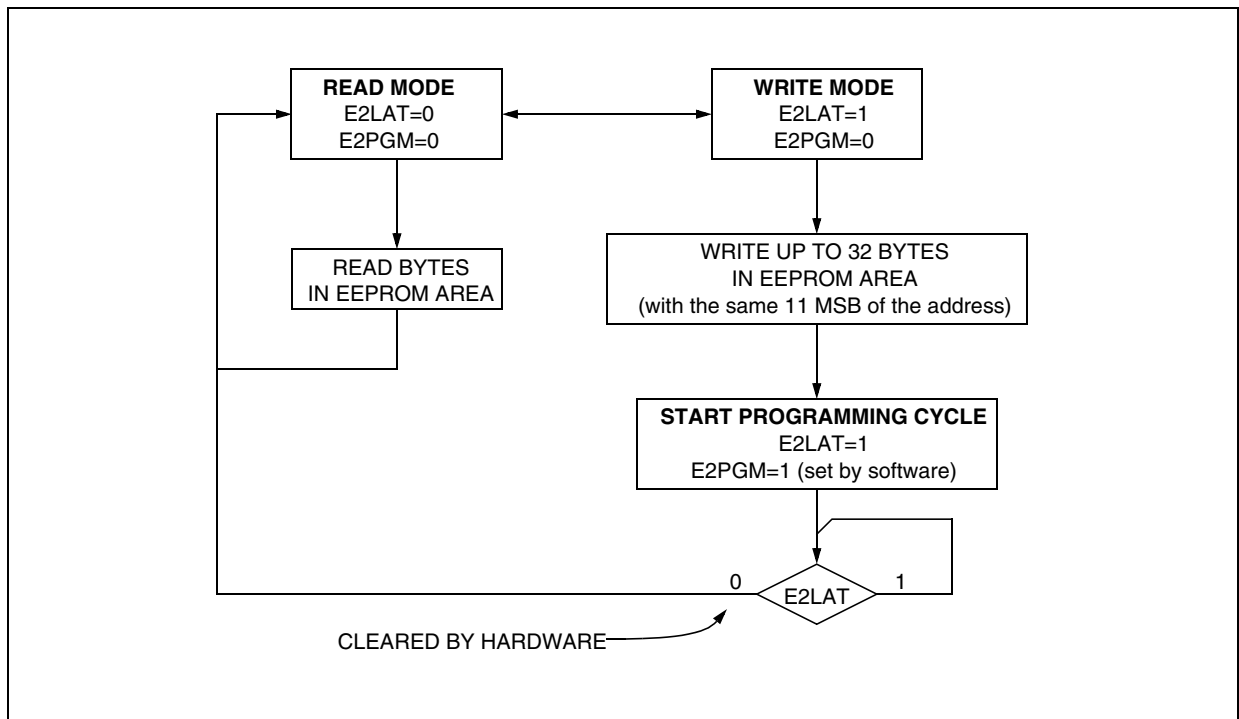 READ MODE
E2LAT=0
E2PGM=0
WRITE MODE
E2LAT=1
E2PGM=0
READ BYTES
IN EEPROM AREA
WRITE UP TO 32 BYTES
IN EEPROM AREA
(with the same 11 MSB of the address)
START PROGRAMMING CYCLE
E2LAT=1
E2PGM=1 (set by software)
0
E2LAT
1
CLEARED BY HARDWARE